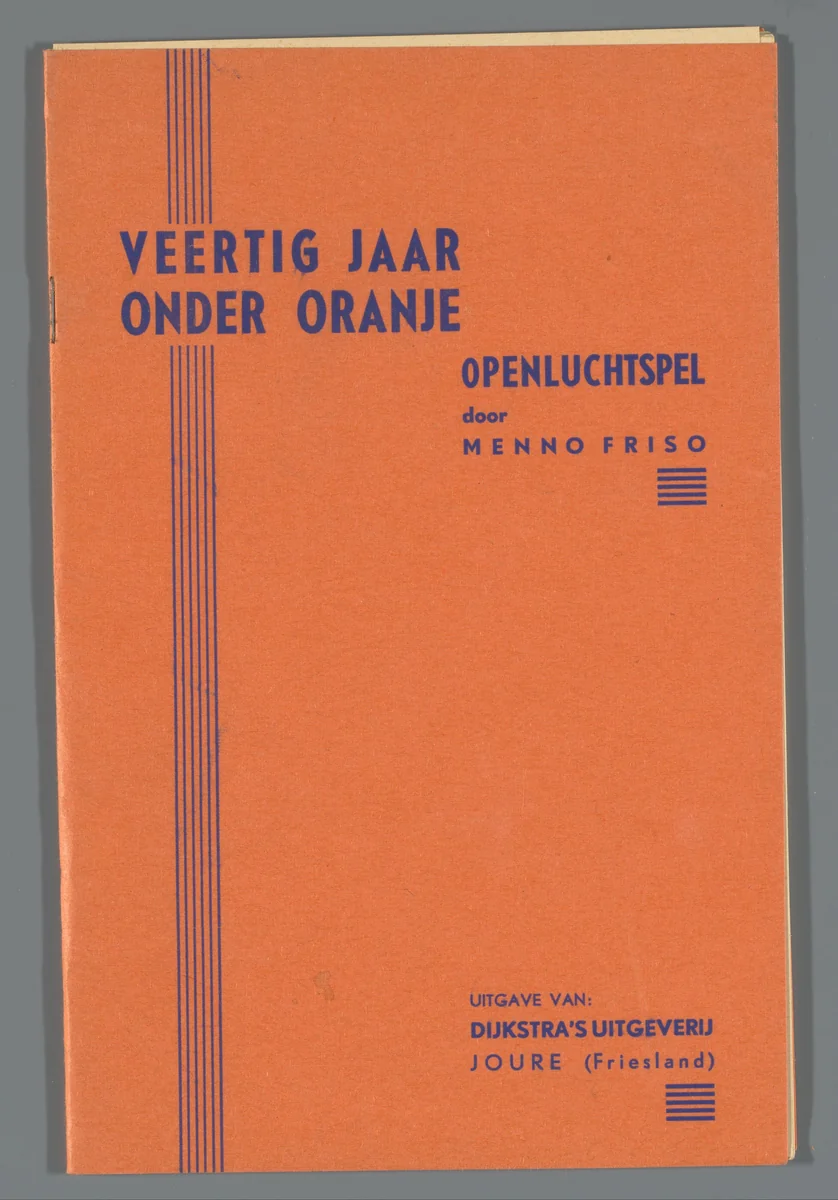 VEERTIG JAAR
ONDER ORANJE
OPENLUCHTSPEL
door
MENNO FRISO
UITGAVE VAN:
DIJKSTRA'S UITGEVERIJ
JOURE (Friesland)